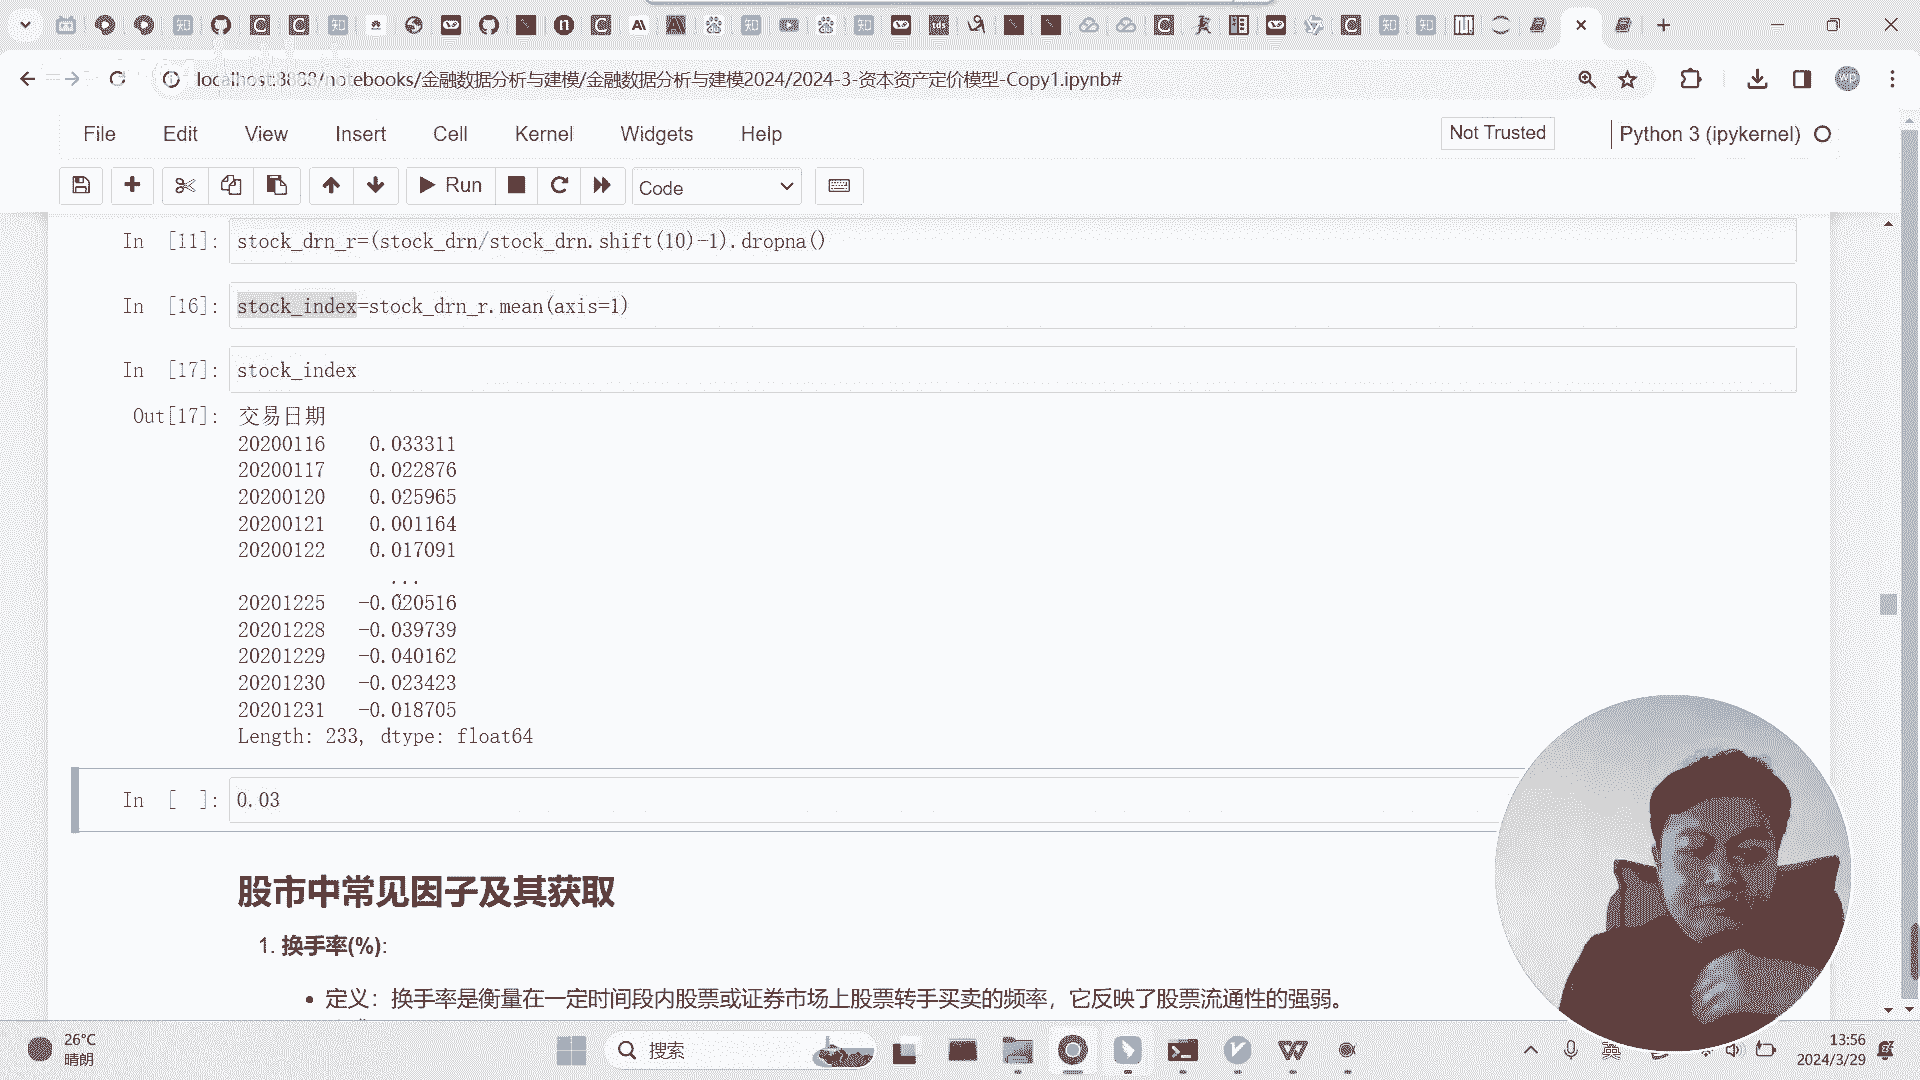 localhost:8888/notebooks/金融数据分析与建模/金融数据分析与建模2024/2024-3-资本资产定价模型-Copy1.ipynb#
wp
File Edit View Insert Cell Kernel Widgets Help
Not Trusted
Python 3 (ipykernel)
Run
Code
In [11]: stock_drn_r=(stock_drn/stock_drn.shift(10)-1).dropna()
In [16]: stock_index=stock_drn_r.mean(axis=1)
In [17]: stock_index
Out[17]: 交易日期
20200116 0.033311
20200117 0.022876
20200120 0.025965
20200121 0.001164
20200122 0.017091
...
20201225 -0.020516
20201228 -0.039739
20201229 -0.040162
20201230 -0.023423
20201231 -0.018705
Length: 233, dtype: float64
In [ ]: 0.03
股市中常见因子及其获取
1. 换手率(%):
• 定义：换手率是衡量在一定时间段内股票或证券市场上股票转手买卖的频率，它反映了股票流通性的强弱。
26°C
晴朗
搜索
英
13:56
2024/3/29